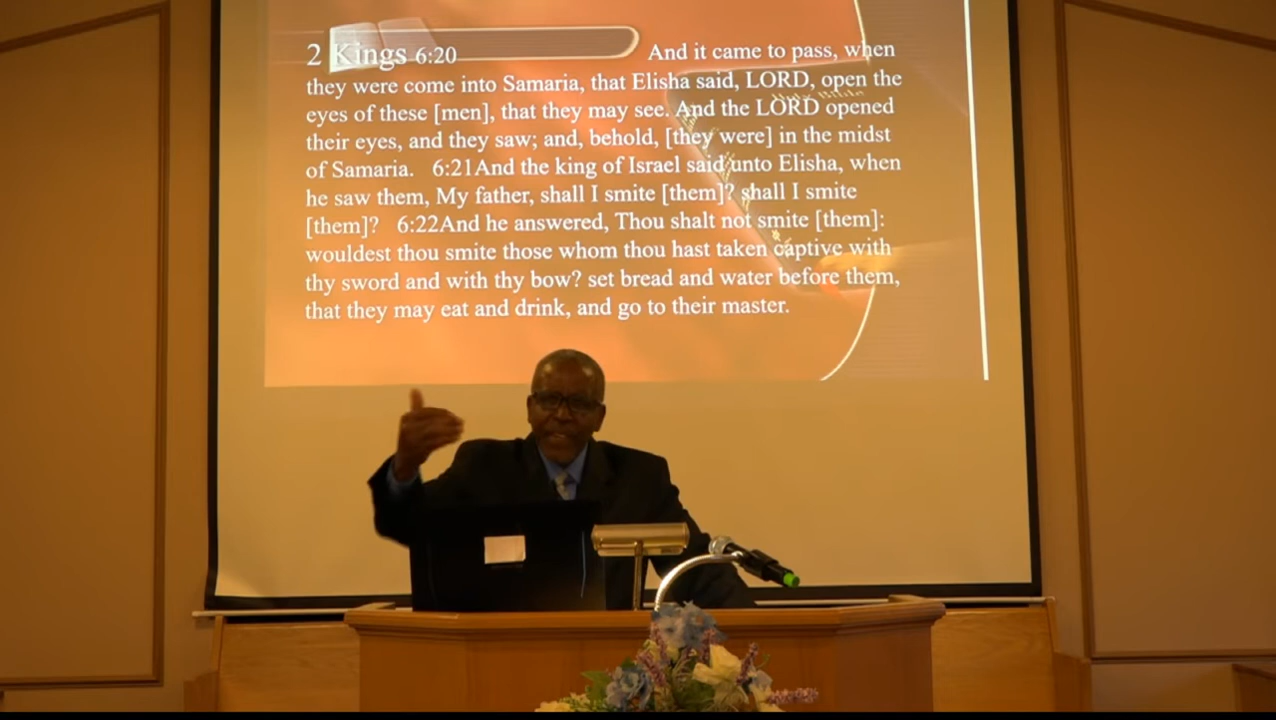 2 Kings 6:20 And it came to pass, when
they were come into Samaria, that Elisha said, LORD, open the
eyes of these [men], that they may see. And the LORD opened
their eyes, and they saw; and, behold, [they were] in the midst
of Samaria. 6:21And the king of Israel said unto Elisha, when
he saw them, My father, shall I smite [them]? shall I smite
[them]? 6:22And he answered, Thou shalt not smite [them]:
wouldest thou smite those whom thou hast taken captive with
thy sword and with thy bow? set bread and water before them,
that they may eat and drink, and go to their master.